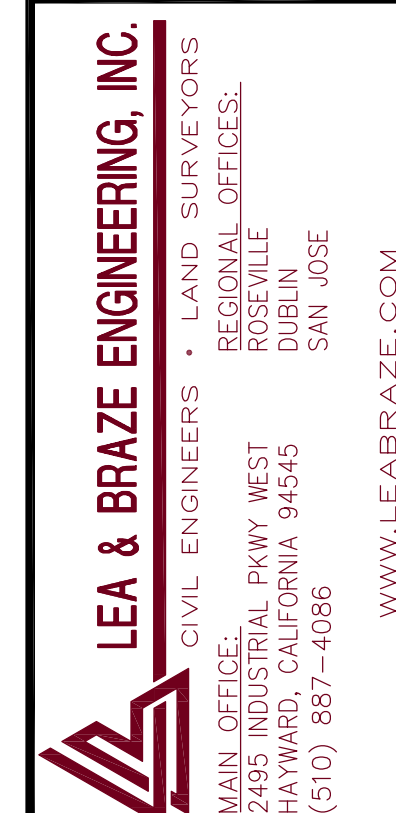 LEA & BRAZE ENGINEERING, INC.
CIVIL ENGINEERS • LAND SURVEYORS
MAIN OFFICE:
2495 INDUSTRIAL PKWY WEST
HAYWARD, CALIFORNIA 94545
(510) 887-4086
REGIONAL OFFICES:
ROSEVILLE
DUBLIN
SAN JOSE
WWW.LEABRAZE.COM